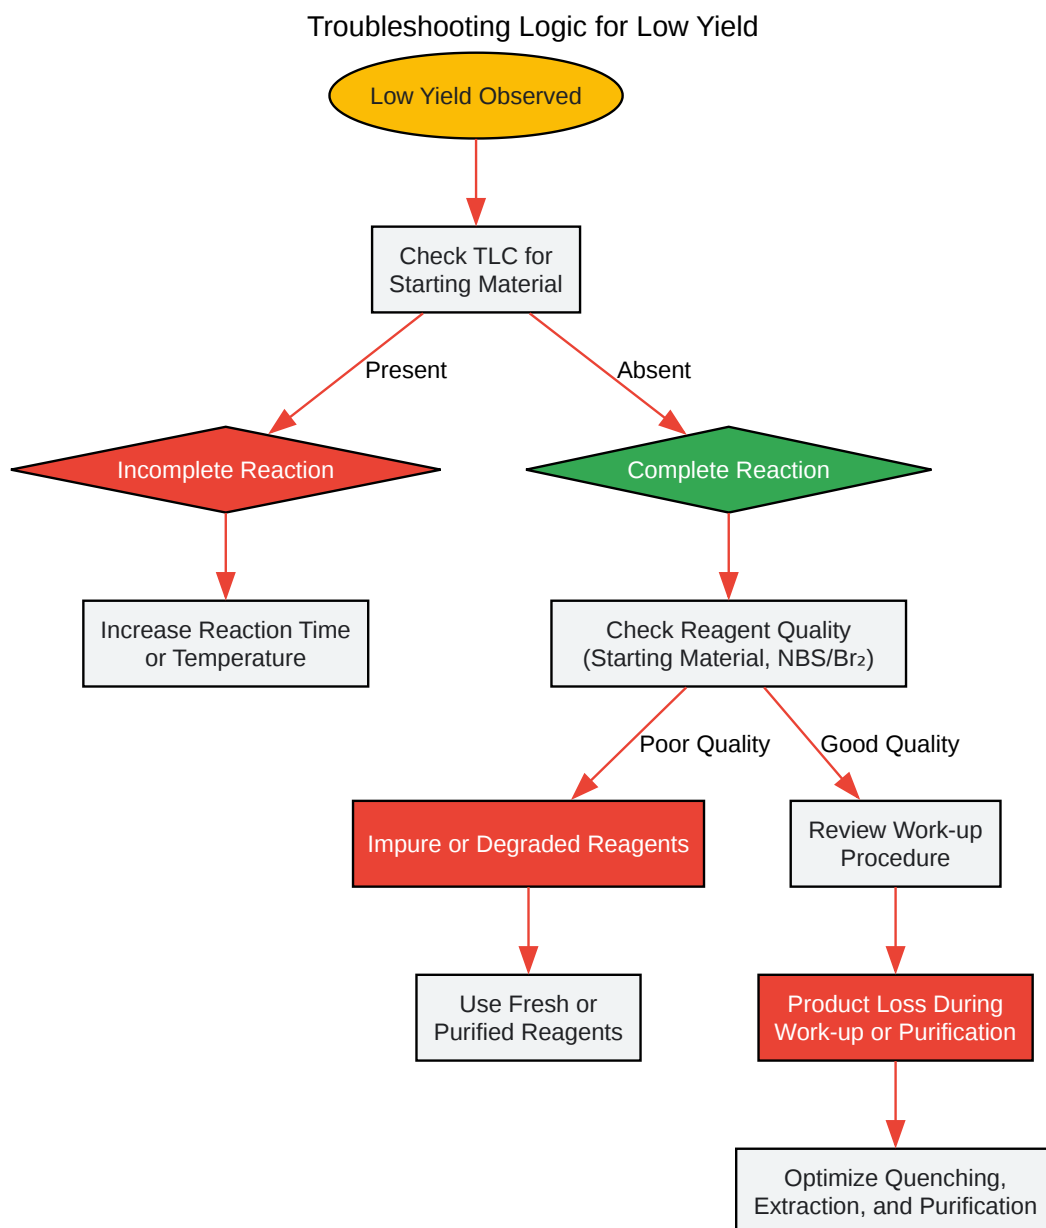 Troubleshooting Logic for Low Yield
Low Yield Observed
Check TLC for
Starting Material
Present
Absent
Incomplete Reaction
Complete Reaction
Increase Reaction Time
or Temperature
Check Reagent Quality
(Starting Material, NBS/Br₂)
Poor Quality
Good Quality
Impure or Degraded Reagents
Review Work-up
Procedure
Use Fresh or
Purified Reagents
Product Loss During
Work-up or Purification
Optimize Quenching,
Extraction, and Purification